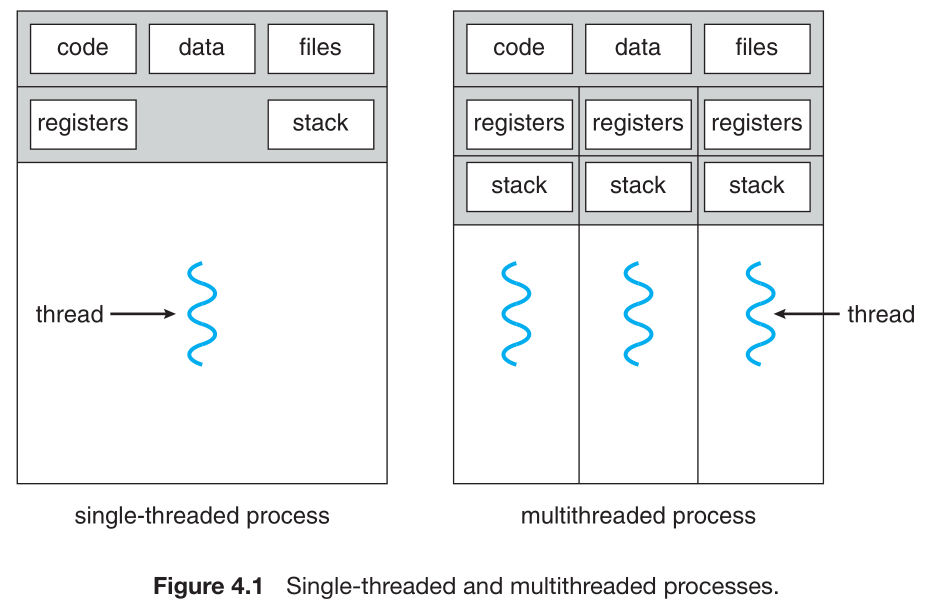 code data files
registers stack
thread
single-threaded process
code data files
registers registers registers
stack stack stack
thread
multithreaded process
Figure 4.1 Single-threaded and multithreaded processes.